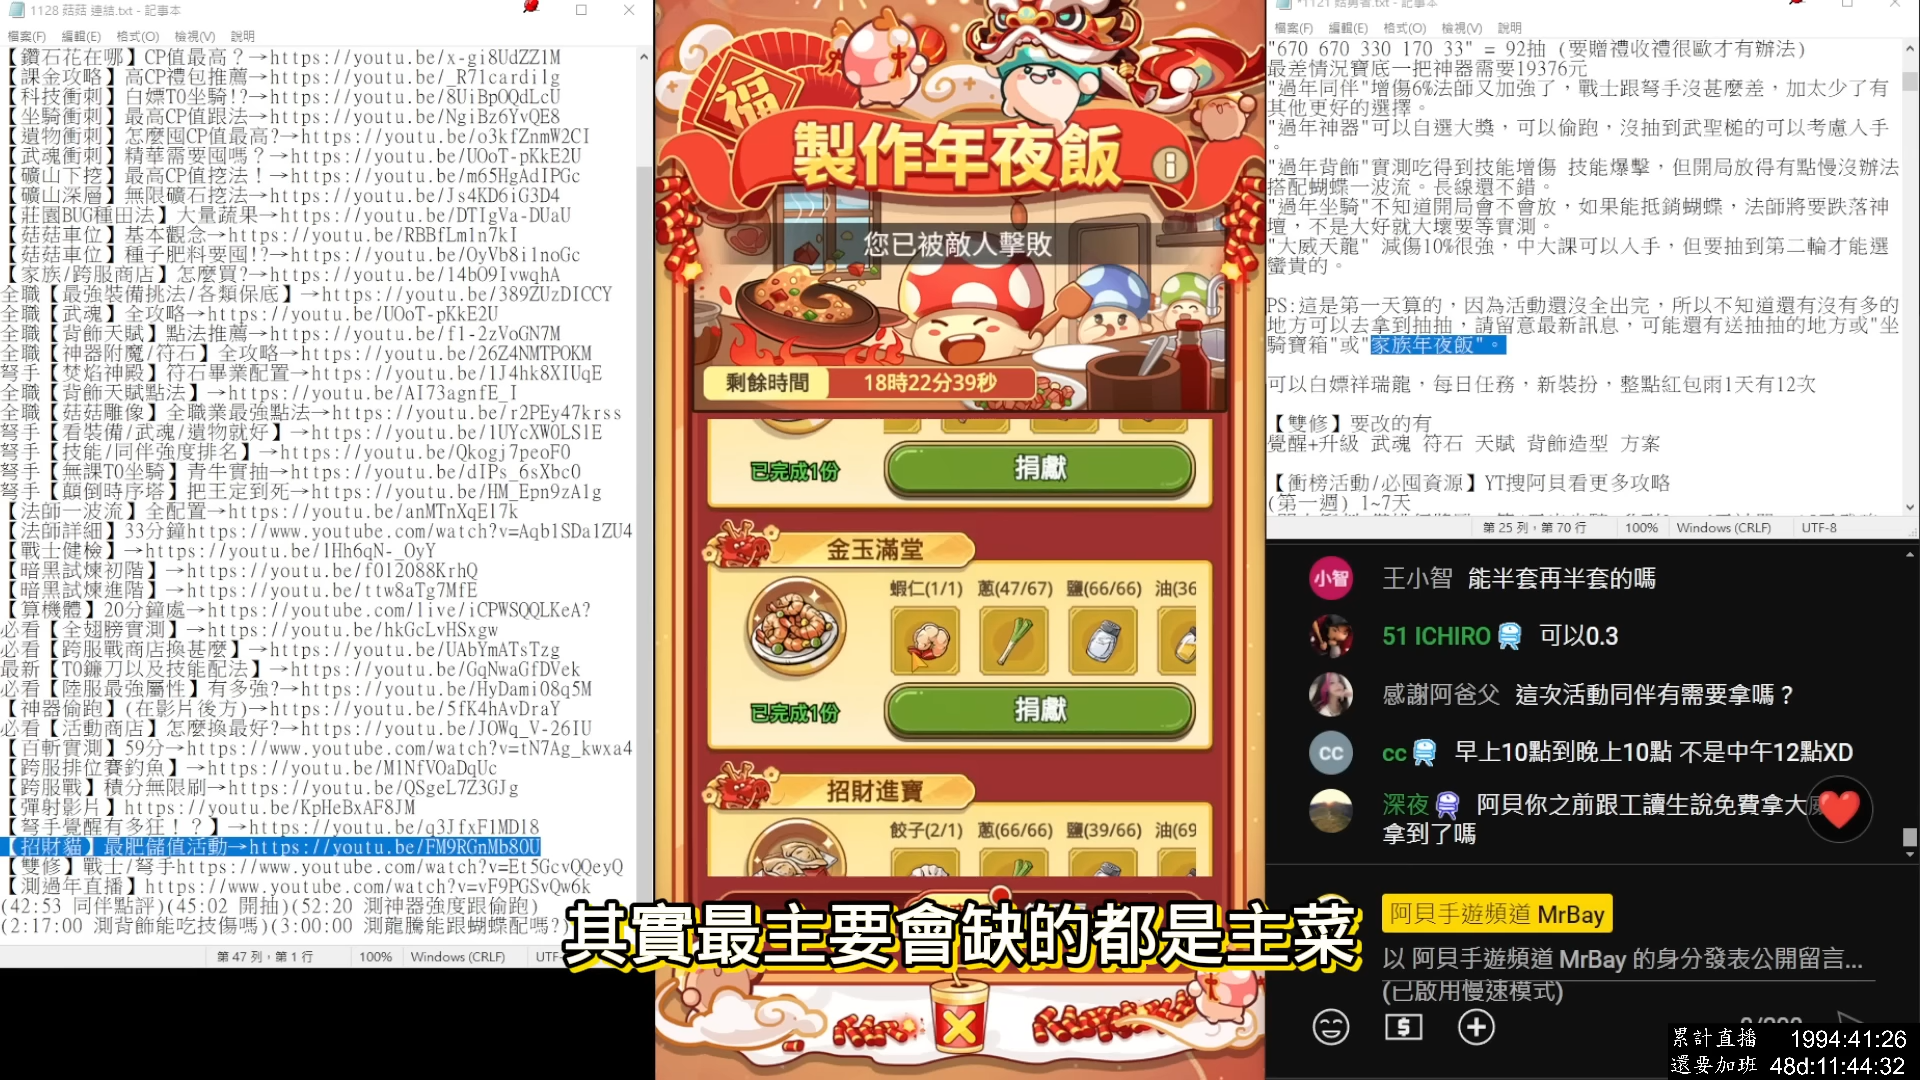 1128 菇菇 連結.txt - 記事本
檔案(F) 編輯(E) 格式(O) 檢視(V) 說明
【鑽石花在哪】CP值最高？→https://youtu.be/x-gi8UdZZ1M
【課金攻略】高CP禮包推薦→https://youtu.be/_R71cardi1g
【科技衝刺】白嫖T0坐騎!?→https://youtu.be/8UiBpOQdLcU
【坐騎衝刺】最高CP值跟法→https://youtu.be/NgiBz6YvQE8
【遺物衝刺】怎麼囤CP值最高?→https://youtu.be/o3kfZnmW2CI
【武魂衝刺】精華需要囤嗎？→https://youtu.be/UOoT-pKkE2U
【礦山下挖】最高CP值挖法！→https://youtu.be/m65HgAdIPGc
【礦山深層】無限礦石挖法→https://youtu.be/Js4KD6iG3D4
【莊園BUG種田法】大量蔬果→https://youtu.be/DTIgVa-DUaU
【菇菇車位】基本觀念→https://youtu.be/RBBfLm1n7kI
【菇菇車位】種子肥料要囤!?→https://youtu.be/OyVb8i1noGc
【家族/跨服商店】怎麼買?→https://youtu.be/14bO9IvwqhA
全職【最強裝備挑法/各類保底】→https://youtu.be/389ZUzDICCY
全職【武魂】全攻略→https://youtu.be/UOoT-pKkE2U
全職【背飾天賦】點法推薦→https://youtu.be/f1-2zVoGN7M
全職【神器附魔/符石】全攻略→https://youtu.be/26Z4NMTPOKM
弩手【焚焰神殿】符石畢業配置→https://youtu.be/1J4hk8XIUqE
全職【背飾天賦點法】→https://youtu.be/AI73agnfE_I
全職【菇菇雕像】全職業最強點法→https://youtu.be/r2PEy47krss
弩手【看裝備/武魂/遺物就好】→https://youtu.be/1UYcXW0LS1E
弩手【技能/同伴強度排名】→https://youtu.be/Qkogj7peoF0
弩手【無課T0坐騎】青牛實抽→https://youtu.be/dIPs_6sXbc0
弩手【顛倒時序塔】把王定到死→https://youtu.be/HM_Epn9zA1g
【法師一波流】全配置→https://youtu.be/anMTnXqE17k
【法師詳細】33分鐘https://www.youtube.com/watch?v=Aqb1SDa1ZU4
【戰士健檢】→https://youtu.be/lHh6qN-_OyY
【暗黑試煉初階】→https://youtu.be/f012088KrhQ
【暗黑試煉進階】→https://youtu.be/ttw8aTg7MfE
【算機體】20分鐘處→https://youtube.com/live/iCPWSQQLKeA?
必看【全翅膀實測】→https://youtu.be/hkGcLvHSxgw
必看【跨服戰商店換甚麼】→https://youtu.be/UAbYmATsTzg
最新【T0鐮刀以及技能配法】→https://youtu.be/GqNwaGfDVek
必看【陸服最強屬性】有多強?→https://youtu.be/HyDami08q5M
【神器偷跑】(在影片後方)→https://youtu.be/5fK4hAvDraY
必看【活動商店】怎麼換最好?→https://youtu.be/JOWq_V-26IU
【百斬實測】59分→https://www.youtube.com/watch?v=tN7Ag_kwxa4
【跨服排位賽釣魚】→https://youtu.be/MlNfVOaDqUc
【跨服戰】積分無限刷→https://youtu.be/QSgeL7Z3GJg
【彈射影片】https://youtu.be/KpHeBxAF8JM
【弩手覺醒有多狂！？】→https://youtu.be/q3JfxF1MD18
【招財貓】最肥儲值活動→https://youtu.be/FM9RGnMb80U
【雙修】戰士/弩手https://www.youtube.com/watch?v=Et5GcvQQeyQ
【測過年直播】https://www.youtube.com/watch?v=vF9PGSvQw6k
(42:53 同伴點評)(45:02 開抽)(52:20 測神器強度跟偷跑)
(2:17:00 測背飾能吃技傷嗎)(3:00:00 測龍騰能跟蝴蝶配嗎?)
第 47 列，第 1 行 100% Windows (CRLF) UTF-
福
製作年夜飯
您已被敵人擊敗
剩餘時間 18時22分39秒
已完成1份 捐獻
金玉滿堂
蝦仁(1/1) 蔥(47/67) 鹽(66/66) 油(36
已完成1份 捐獻
招財進寶
餃子(2/1) 蔥(66/66) 鹽(39/66) 油(69
其實最主要會缺的都是主菜
*1121 菇勇者.txt - 記事本
檔案(F) 編輯(E) 格式(O) 檢視(V) 說明
"670 670 330 170 33" = 92抽 (要贈禮收禮很歐才有辦法)
最差情況寶底一把神器需要19376元
"過年同伴"增傷6%法師又加強了，戰士跟弩手沒甚麼差，加太少了有
其他更好的選擇。
"過年神器"可以自選大獎，可以偷跑，沒抽到武聖槌的可以考慮入手
。
"過年背飾"實測吃得到技能增傷 技能爆擊，但開局放得有點慢沒辦法
搭配蝴蝶一波流。長線還不錯。
"過年坐騎"不知道開局會不會放，如果能抵銷蝴蝶，法師將要跌落神
壇，不是大好就大壞要等實測。
"大威天龍" 減傷10%很強，中大課可以入手，但要抽到第二輪才能選
蠻貴的。
PS:這是第一天算的，因為活動還沒全出完，所以不知道還有沒有多的
地方可以去拿到抽抽，請留意最新訊息，可能還有送抽抽的地方或"坐
騎寶箱"或"家族年夜飯"。
可以白嫖祥瑞龍，每日任務，新裝扮，整點紅包雨1天有12次
【雙修】要改的有
覺醒+升級 武魂 符石 天賦 背飾造型 方案
【衝榜活動/必囤資源】YT搜阿貝看更多攻略
(第一週) 1~7天
第 25 列，第 70 行 100% Windows (CRLF) UTF-8
小智 王小智 能半套再半套的嗎
51 ICHIRO 可以0.3
感謝阿爸父 這次活動同伴有需要拿嗎？
CC cc 早上10點到晚上10點 不是中午12點XD
深夜 阿貝你之前跟工讀生說免費拿大
拿到了嗎
阿貝手遊頻道 MrBay
以 阿貝手遊頻道 MrBay 的身分發表公開留言...
(已啟用慢速模式)
累計直播 1994:41:26
還要加班 48d:11:44:32